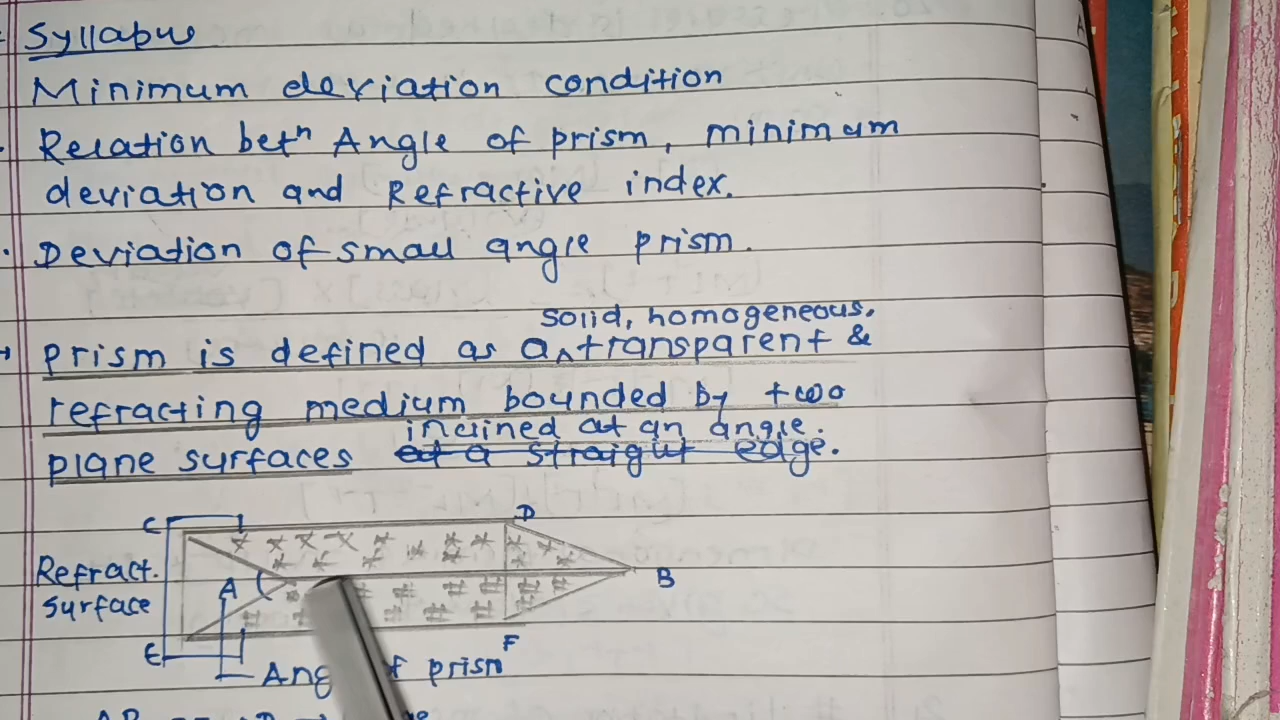 Syllabus
Minimum deviation condition
Relation betn Angle of prism, minimum
deviation and Refractive index.
Deviation of small angle prism.
solid, homogeneous,
Prism is defined as a ^ transparent &
refracting medium bounded by two
inclined at an angle.
plane surfaces at a straight edge.
C D
Refract. A B
surface
E F
Ang f prism